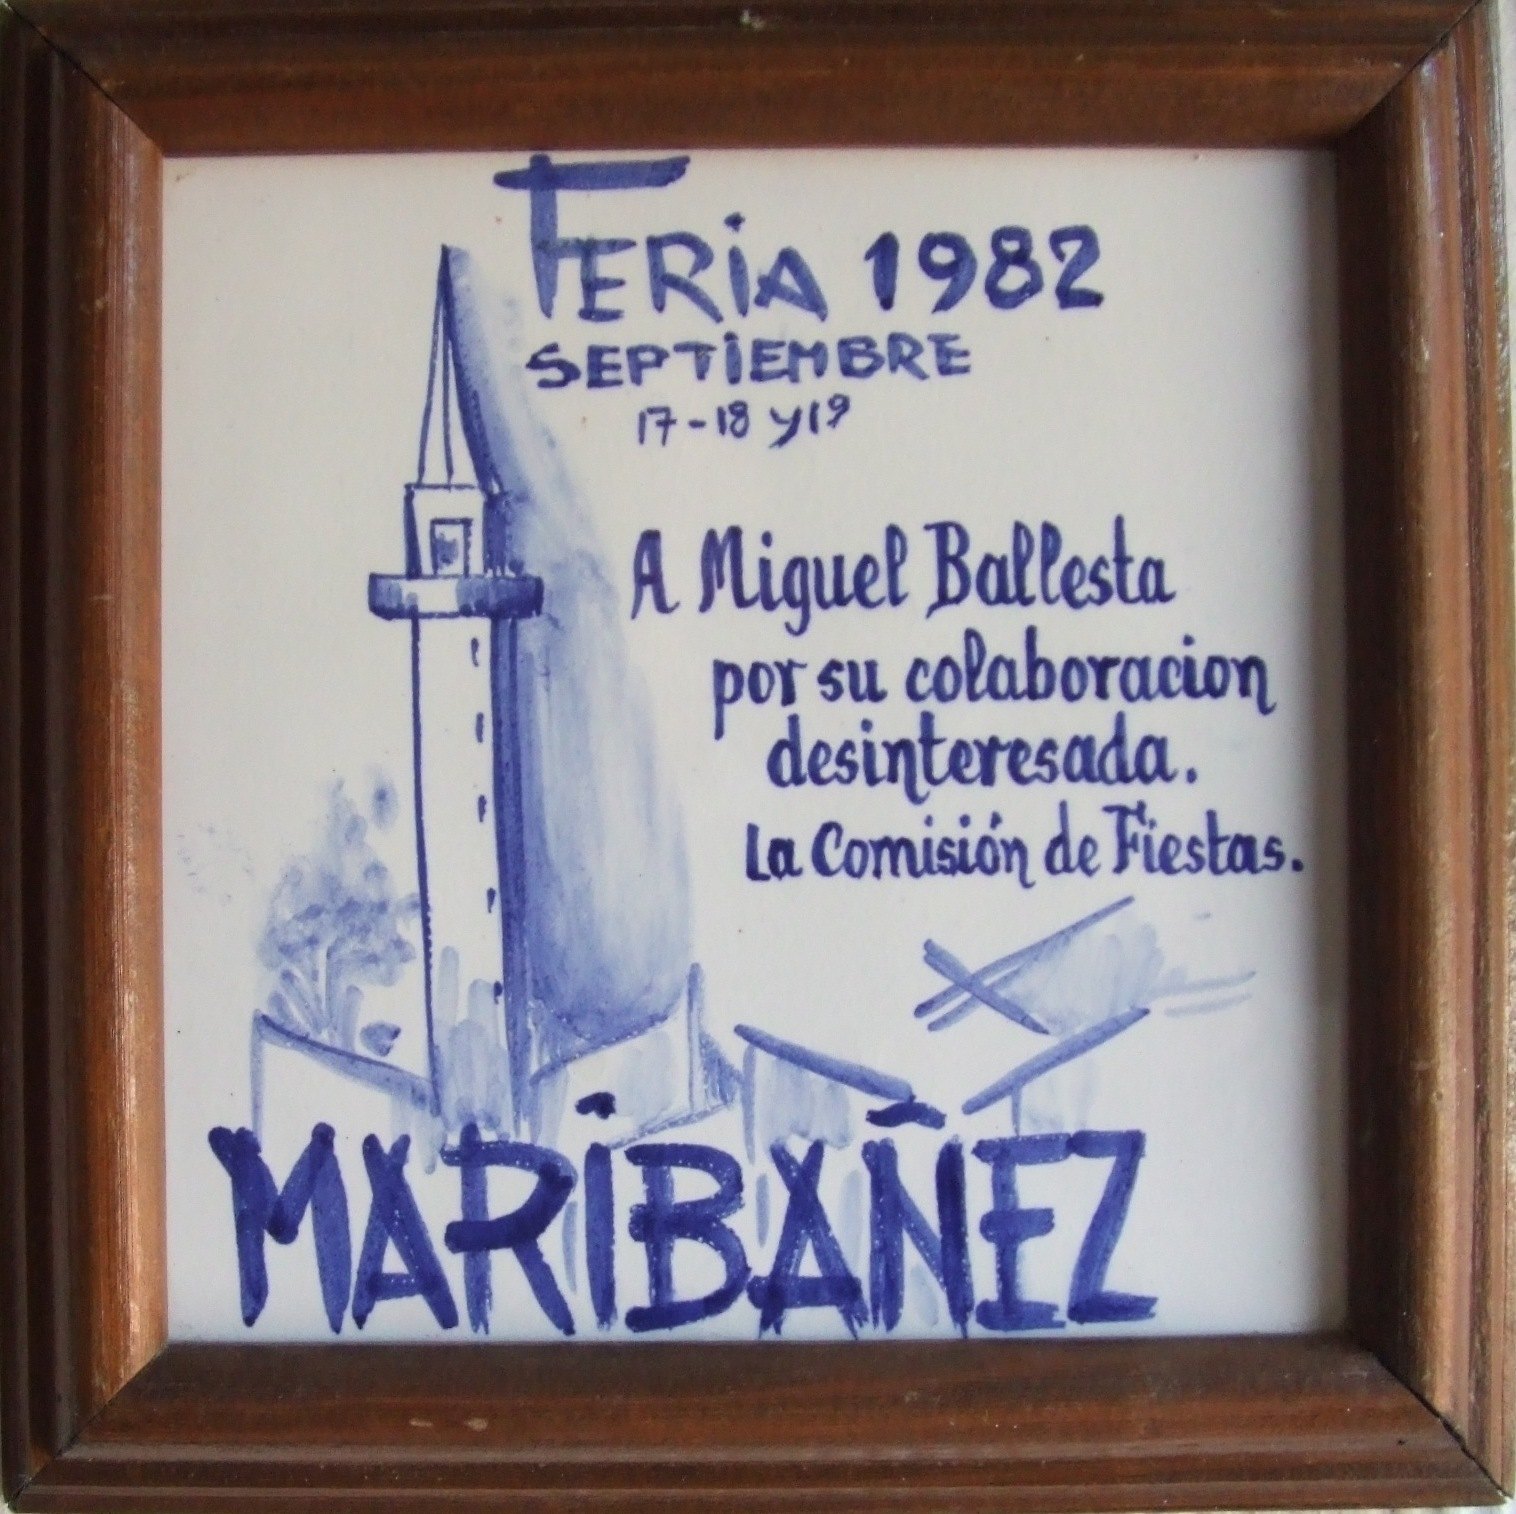 FERiA 1982
SEPTiEMBRE
17-18 y 19
A Miguel Ballesta
por su colaboracion
desinteresada.
La Comisión de Fiestas.
MARiBAÑEZ